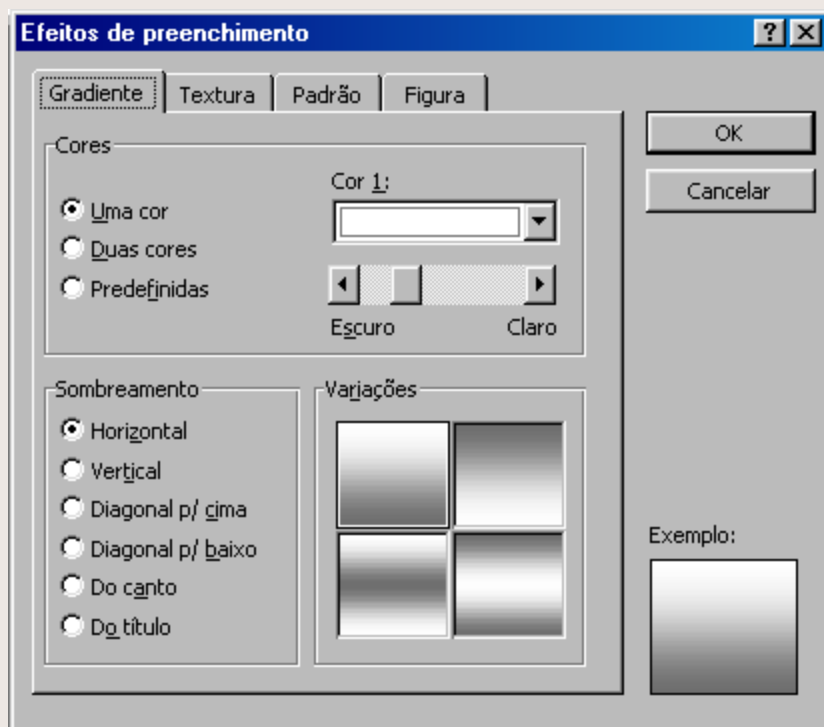 Efeitos de preenchimento
Gradiente Textura Padrão Figura
OK
Cancelar
Cores
Uma cor
Duas cores
Predefinidas
Cor 1:
Escuro Claro
Sombreamento
Horizontal
Vertical
Diagonal p/ cima
Diagonal p/ baixo
Do canto
Do título
Variações
Exemplo: